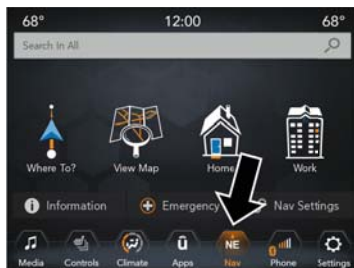 68° 12:00 68°
Search In All
Where To? View Map Home Work
Information Emergency Nav Settings
û NE
Media Controls Climate Apps Nav Phone Settings